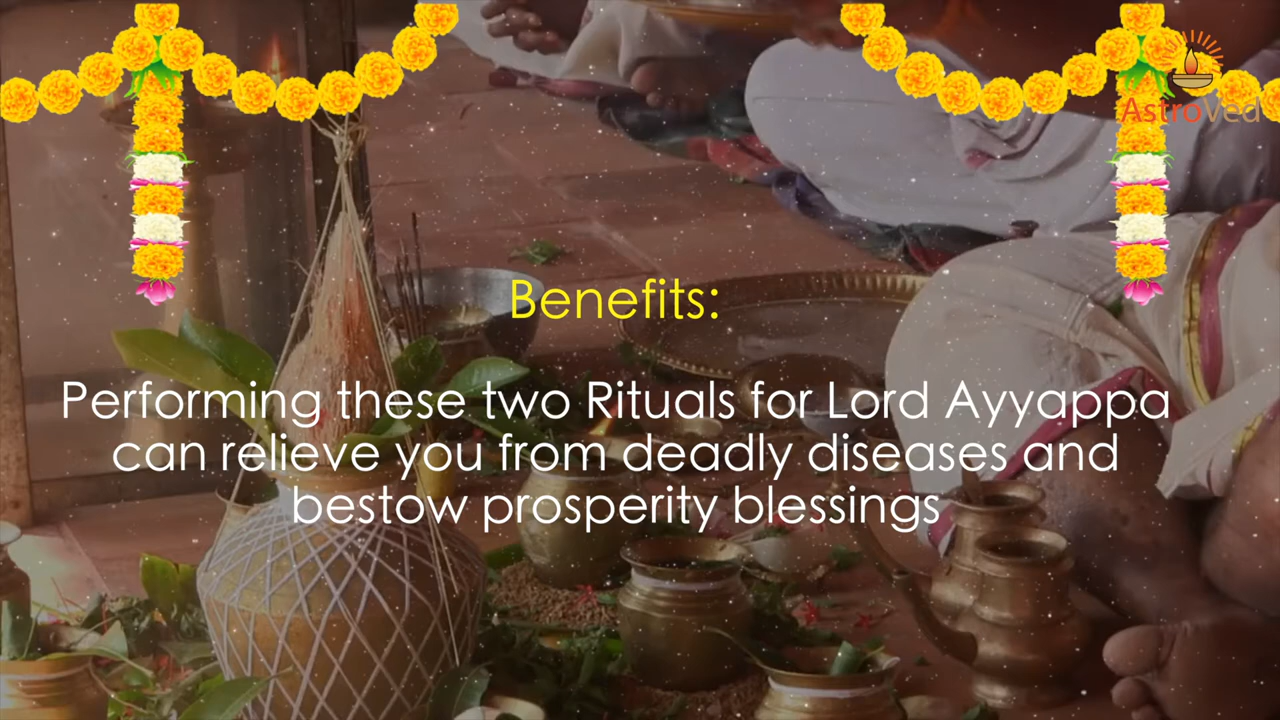 AstroVed
Benefits:
Performing these two Rituals for Lord Ayyappa
can relieve you from deadly diseases and
bestow prosperity blessings